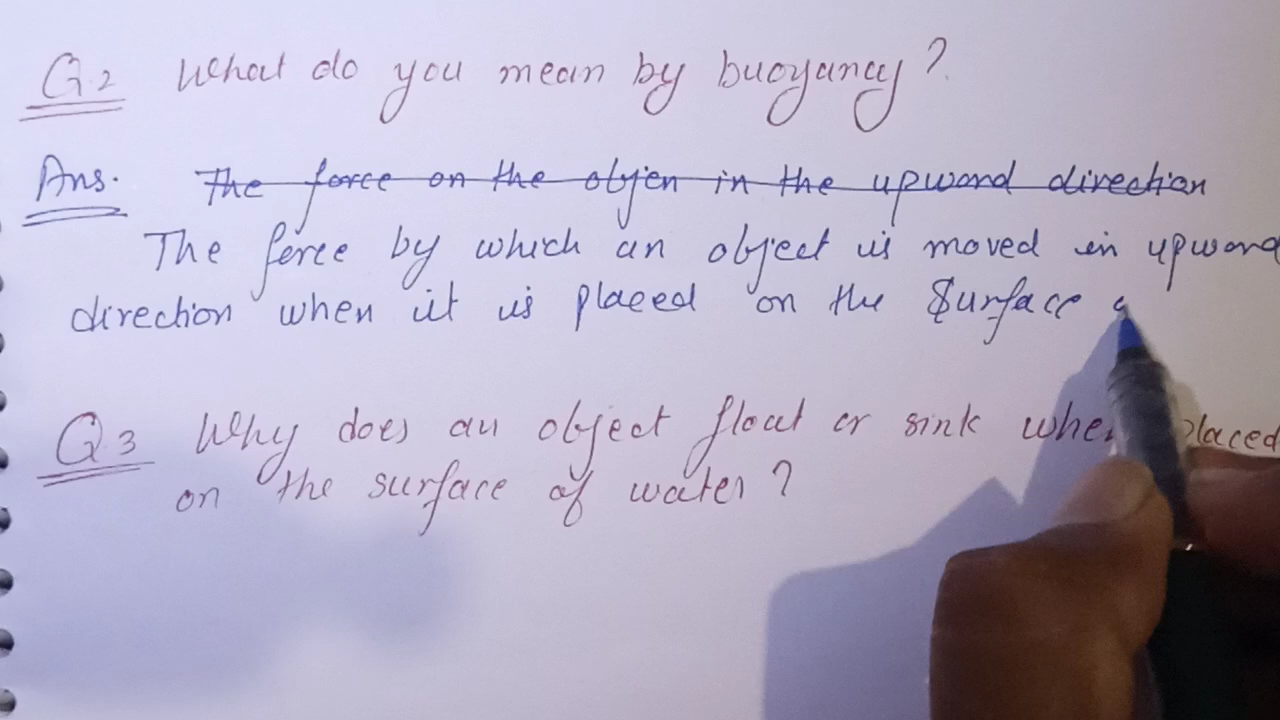 Q.2 What do you mean by buoyancy?
Ans. The force on the objen in the upward direction
The force by which an object is moved in upward
direction when it is placed on the surface
Q.3 Why does an object float or sink when placed
on the surface of water?